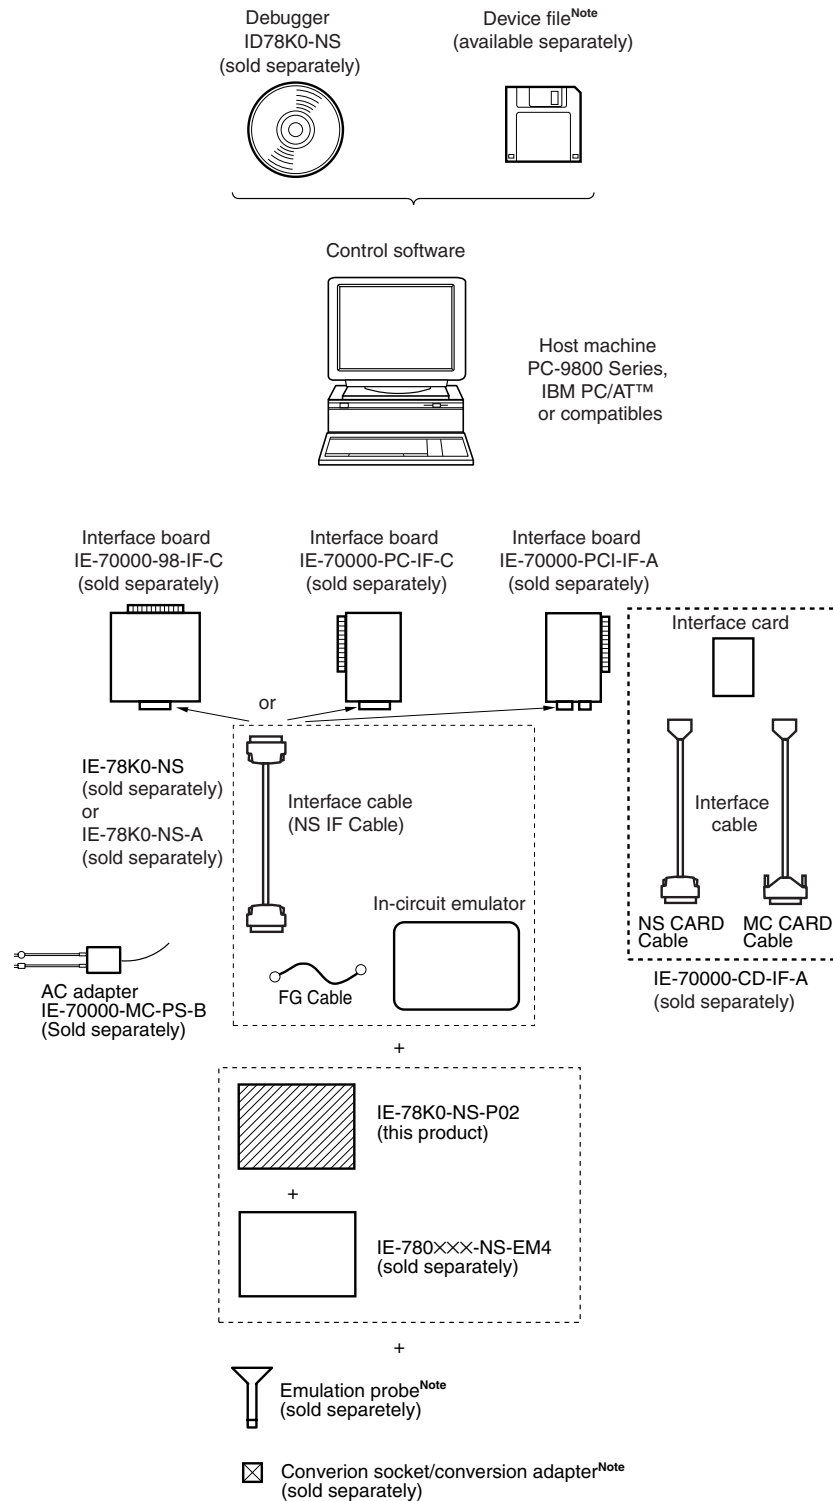 Debugger
ID78K0-NS
(sold separately)
Device fileNote
(available separately)
Control software
Host machine
PC-9800 Series,
IBM PC/AT™
or compatibles
Interface board
IE-70000-98-IF-C
(sold separately)
Interface board
IE-70000-PC-IF-C
(sold separately)
Interface board
IE-70000-PCI-IF-A
(sold separately)
Interface card
or
IE-78K0-NS
(sold separately)
or
IE-78K0-NS-A
(sold separately)
Interface cable
(NS IF Cable)
Interface
cable
In-circuit emulator
NS CARD
Cable
MC CARD
Cable
IE-70000-CD-IF-A
(sold separately)
AC adapter
IE-70000-MC-PS-B
(Sold separately)
FG Cable
+
IE-78K0-NS-P02
(this product)
+
IE-780×××-NS-EM4
(sold separately)
+
Emulation probeNote
(sold separetely)
Converion socket/conversion adapterNote
(sold separately)